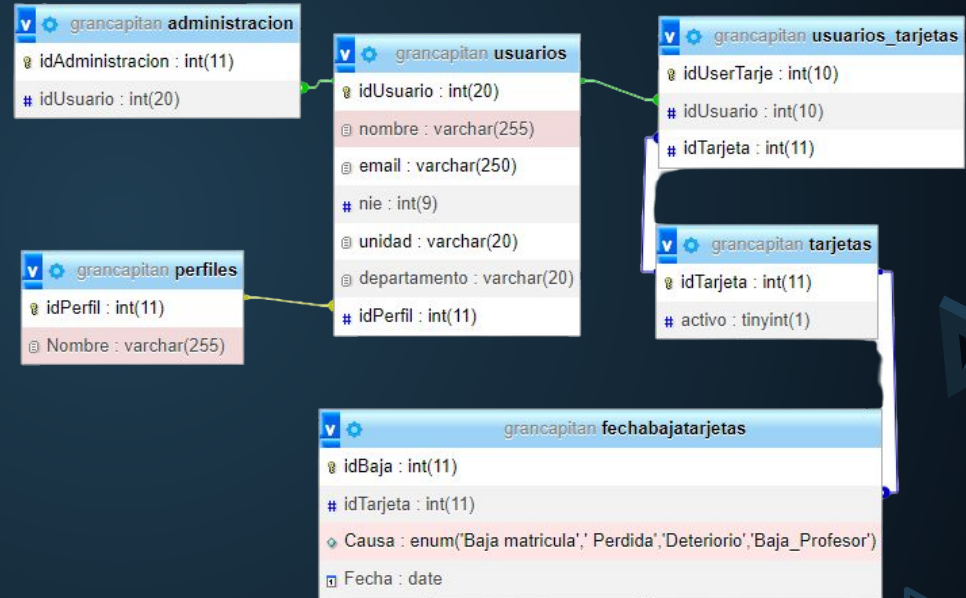 grancapitan administracion
idAdministracion : int(11)
# idUsuario : int(20)
grancapitan usuarios
idUsuario : int(20)
nombre : varchar(255)
email : varchar(250)
# nie : int(9)
unidad : varchar(20)
departamento : varchar(20)
# idPerfil : int(11)
grancapitan usuarios_tarjetas
idUserTarje : int(10)
# idUsuario : int(10)
# idTarjeta : int(11)
grancapitan perfiles
idPerfil : int(11)
Nombre : varchar(255)
grancapitan tarjetas
idTarjeta : int(11)
# activo : tinyint(1)
grancapitan fechabajatarjetas
idBaja : int(11)
# idTarjeta : int(11)
Causa : enum('Baja matricula',' Perdida','Deterioro','Baja_Profesor')
Fecha : date